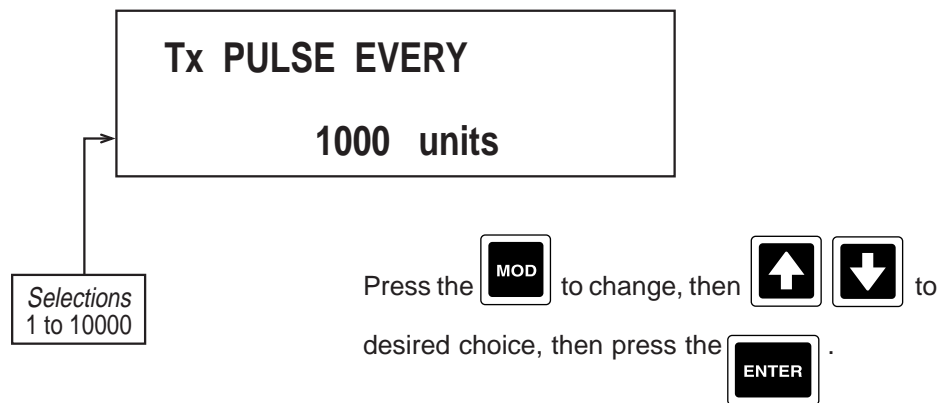 Tx PULSE EVERY
1000 units
Selections
1 to 10000
Press the MOD to change, then to
desired choice, then press the ENTER .